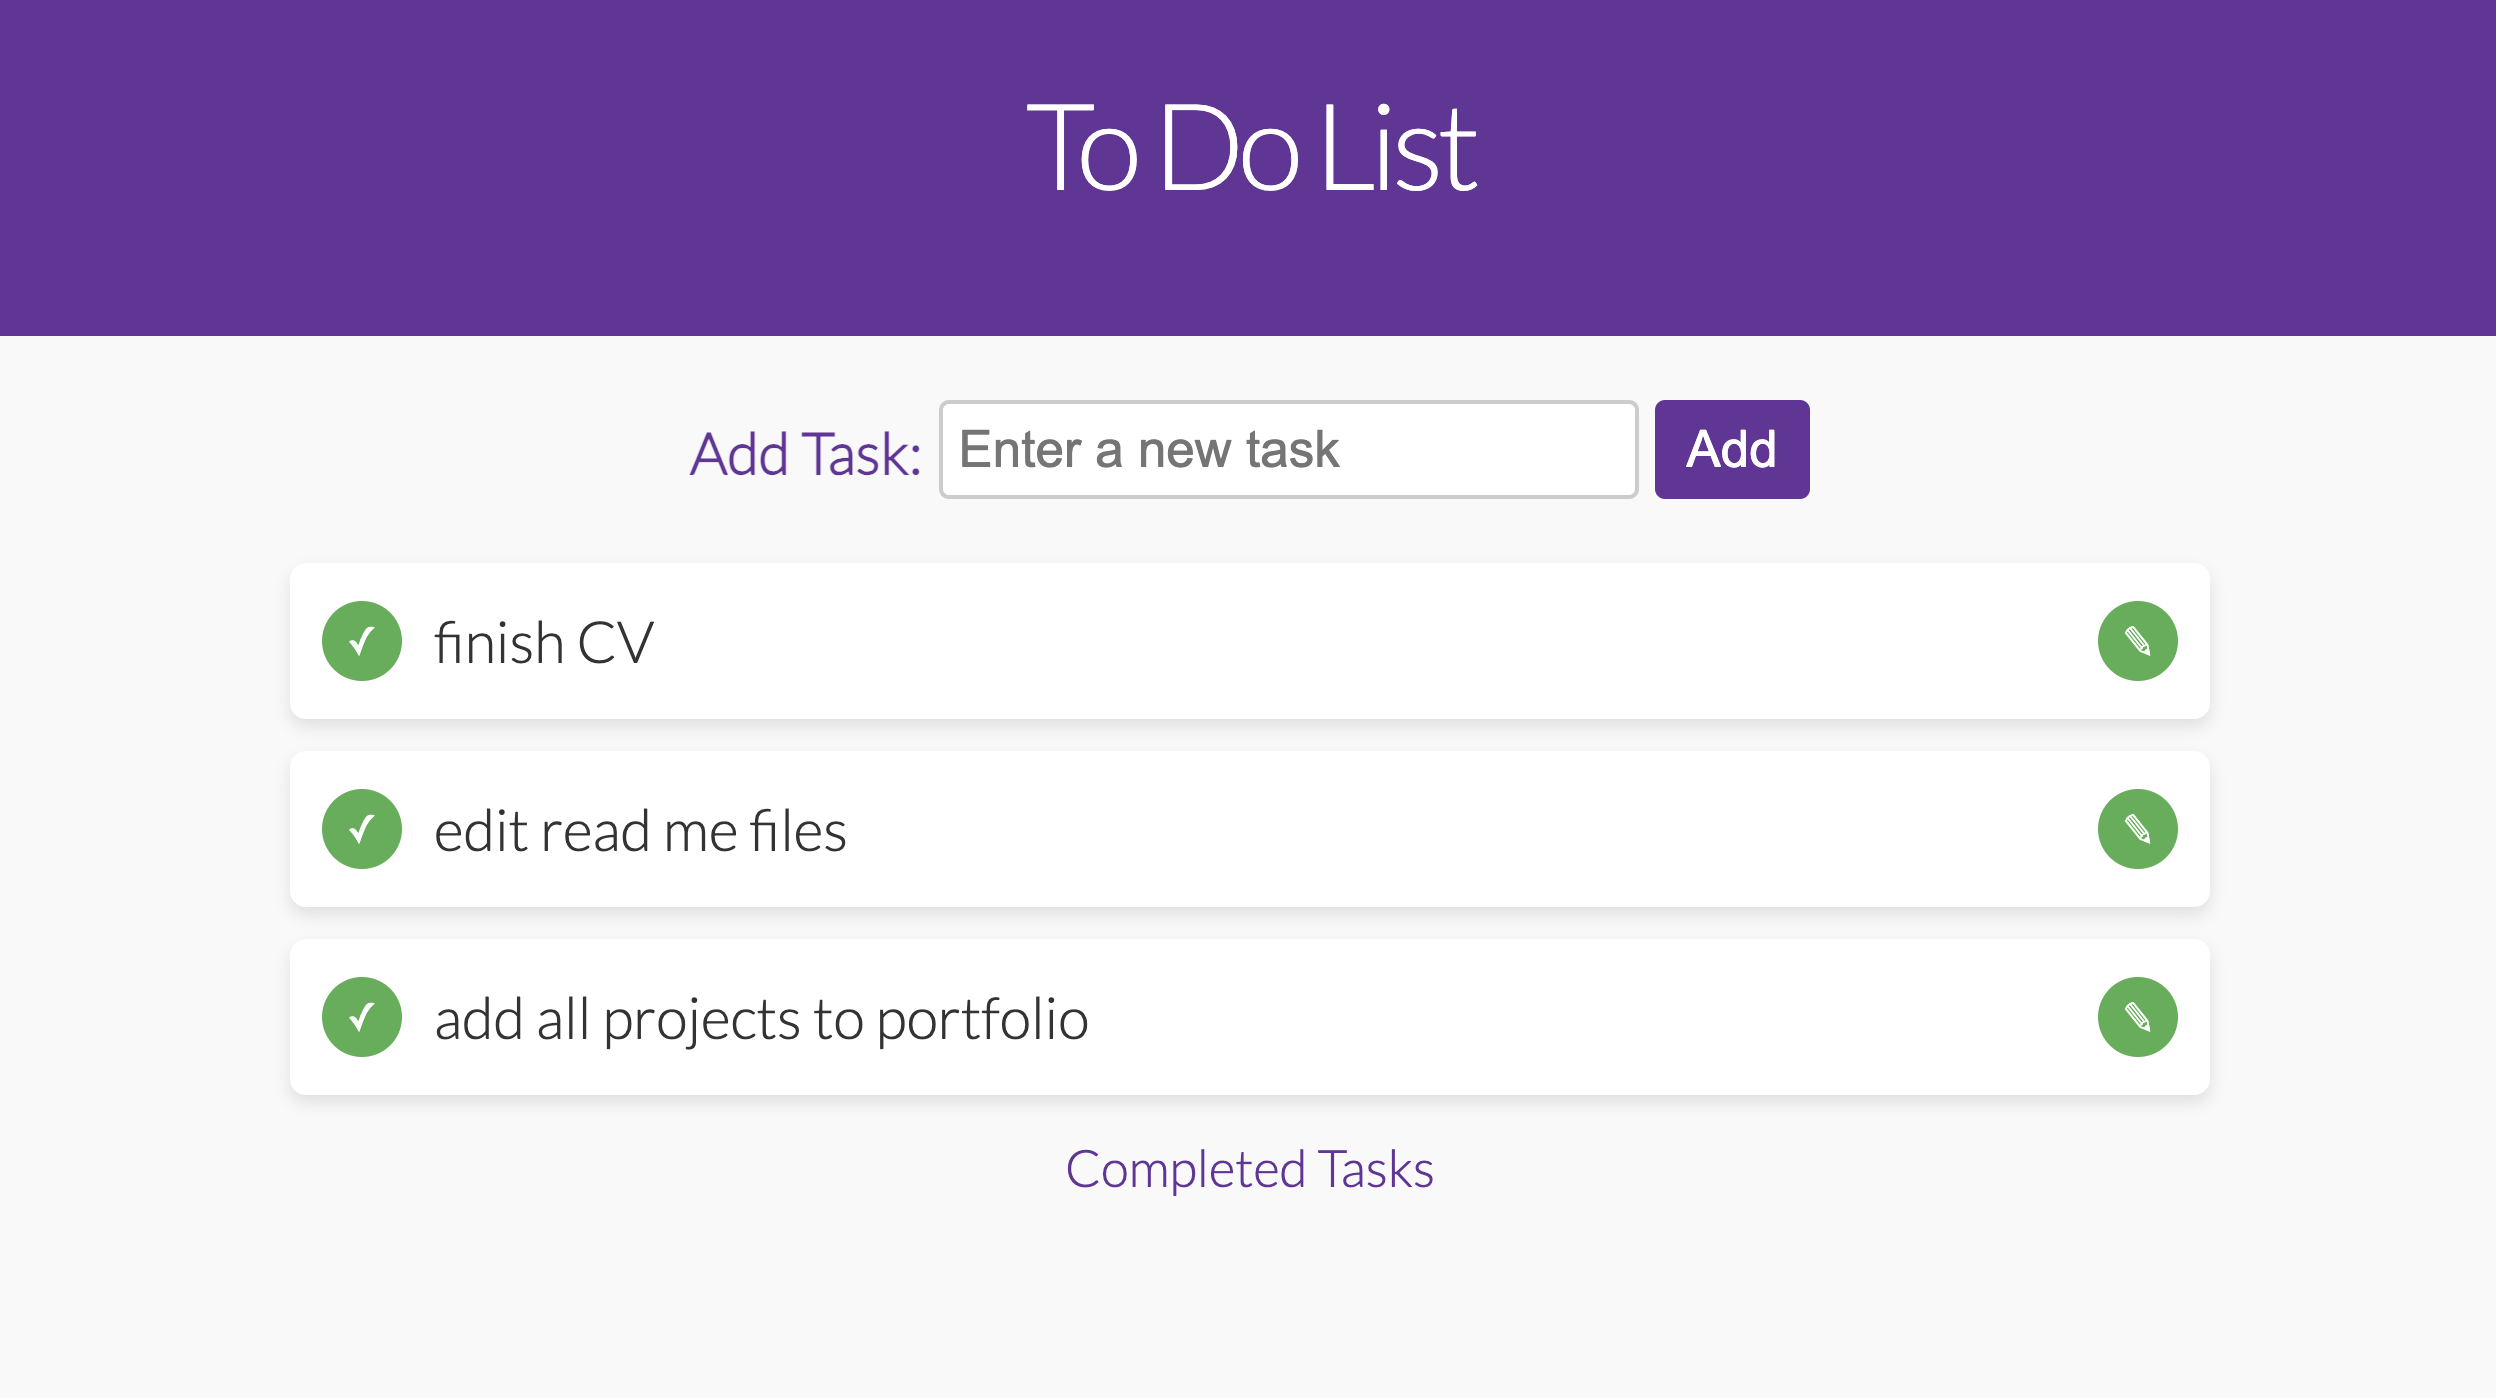 To Do List
Add Task: Enter a new task Add
✓ finish CV ✎
✓ edit read me files ✎
✓ add all projects to portfolio ✎
Completed Tasks